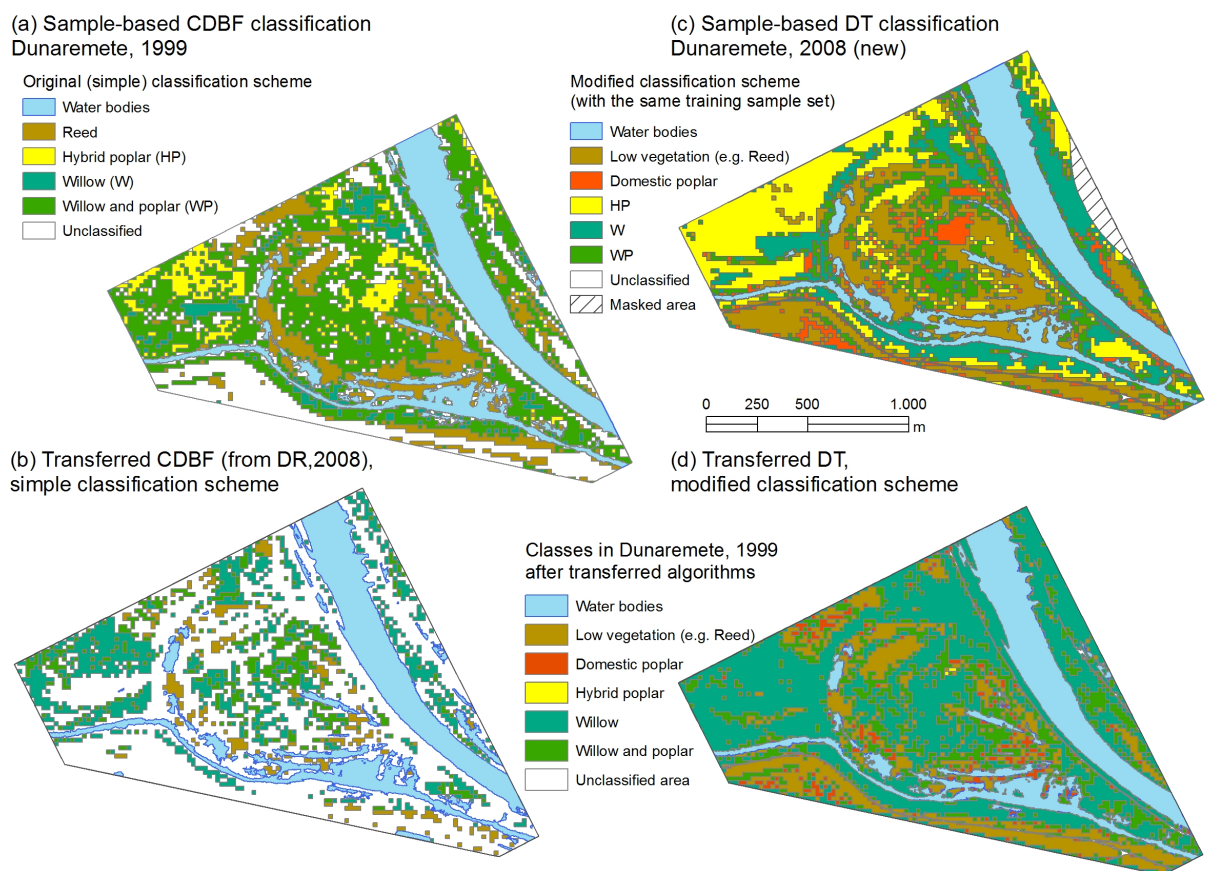 (a) Sample-based CDBF classification
Dunaremete, 1999
Original (simple) classification scheme
Water bodies
Reed
Hybrid poplar (HP)
Willow (W)
Willow and poplar (WP)
Unclassified
(c) Sample-based DT classification
Dunaremete, 2008 (new)
Modified classification scheme
(with the same training sample set)
Water bodies
Low vegetation (e.g. Reed)
Domestic poplar
HP
W
WP
Unclassified
Masked area
0 250 500 1.000
m
(b) Transferred CDBF (from DR,2008),
simple classification scheme
(d) Transferred DT,
modified classification scheme
Classes in Dunaremete, 1999
after transferred algorithms
Water bodies
Low vegetation (e.g. Reed)
Domestic poplar
Hybrid poplar
Willow
Willow and poplar
Unclassified area